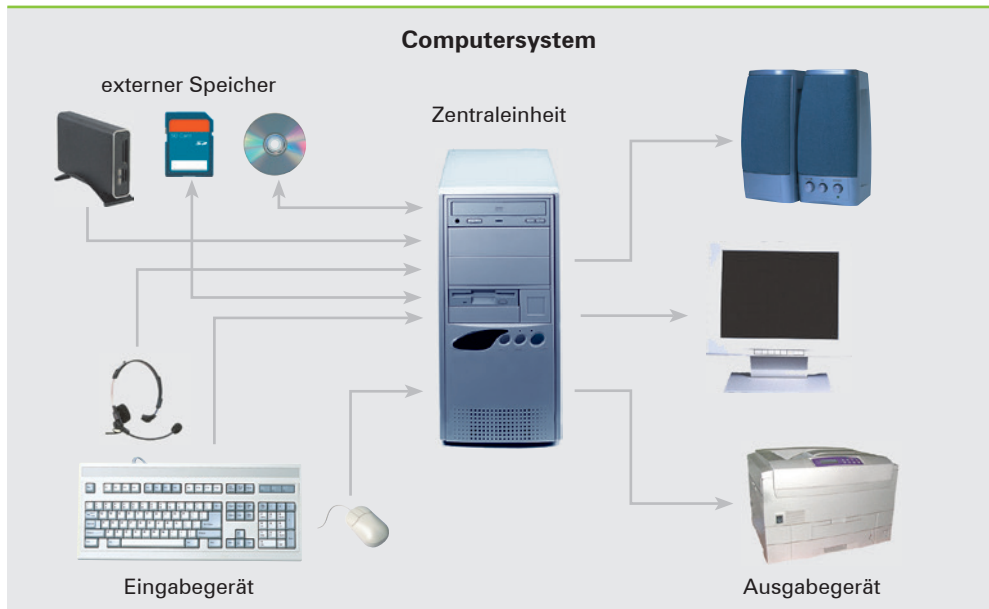 Computersystem
externer Speicher
Zentraleinheit
Eingabegerät
Ausgabegerät